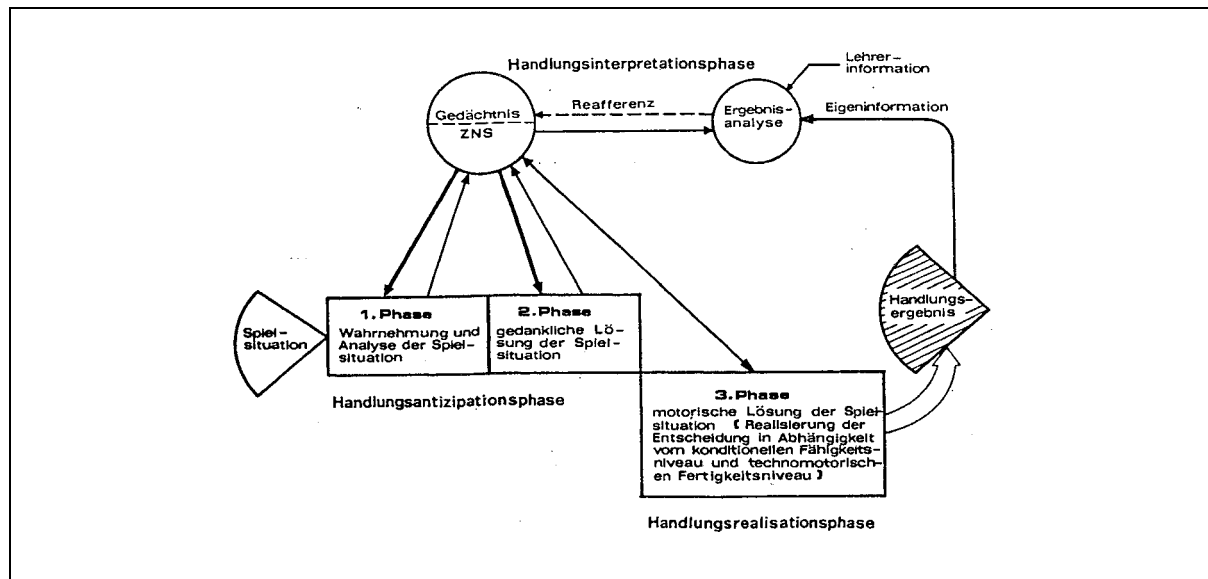 Handlungsinterpretationsphase
Lehrer-
information
Gedächtnis
ZNS
Reafferenz
Ergebnis-
analyse
Eigeninformation
Handlungs-
ergebnis
Spiel-
situation
1. Phase
Wahrnehmung und
Analyse der Spiel-
situation
2. Phase
gedankliche Lö-
sung der Spiel-
situation
Handlungsantizipationsphase
3. Phase
motorische Lösung der Spiel-
situation ( Realisierung der
Entscheidung in Abhängigkeit
vom konditionellen Fähigkeits-
niveau und technomotorisch-
en Fertigkeitsniveau )
Handlungsrealisationsphase